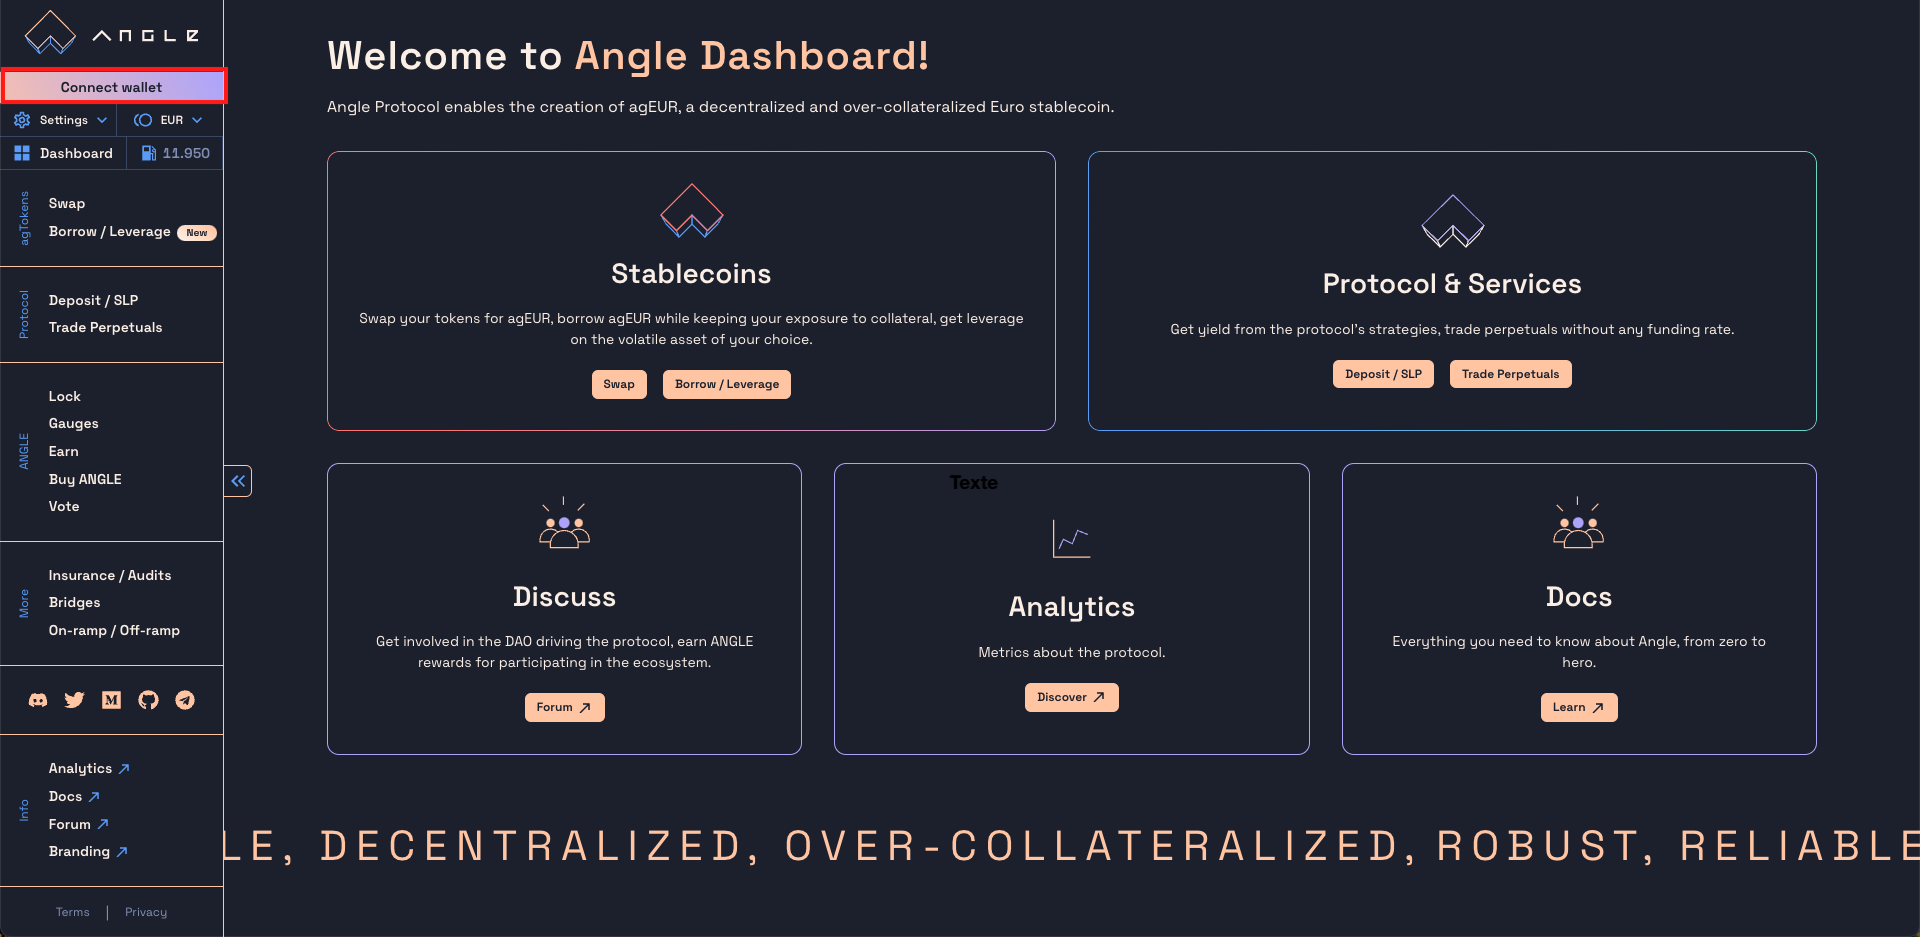 ANGLE
Connect wallet
Settings
EUR
Dashboard
11.950
agTokens
Swap
Borrow / Leverage New
Protocol
Deposit / SLP
Trade Perpetuals
ANGLE
Lock
Gauges
Earn
Buy ANGLE
Vote
More
Insurance / Audits
Bridges
On-ramp / Off-ramp
Info
Analytics
Docs
Forum
Branding
Terms | Privacy
Welcome to Angle Dashboard!
Angle Protocol enables the creation of agEUR, a decentralized and over-collateralized Euro stablecoin.
Stablecoins
Swap your tokens for agEUR, borrow agEUR while keeping your exposure to collateral, get leverage
on the volatile asset of your choice.
Swap
Borrow / Leverage
Protocol & Services
Get yield from the protocol's strategies, trade perpetuals without any funding rate.
Deposit / SLP
Trade Perpetuals
Discuss
Get involved in the DAO driving the protocol, earn ANGLE
rewards for participating in the ecosystem.
Forum
Texte
Analytics
Metrics about the protocol.
Discover
Docs
Everything you need to know about Angle, from zero to
hero.
Learn
LE, DECENTRALIZED, OVER-COLLATERALIZED, ROBUST, RELIABLE